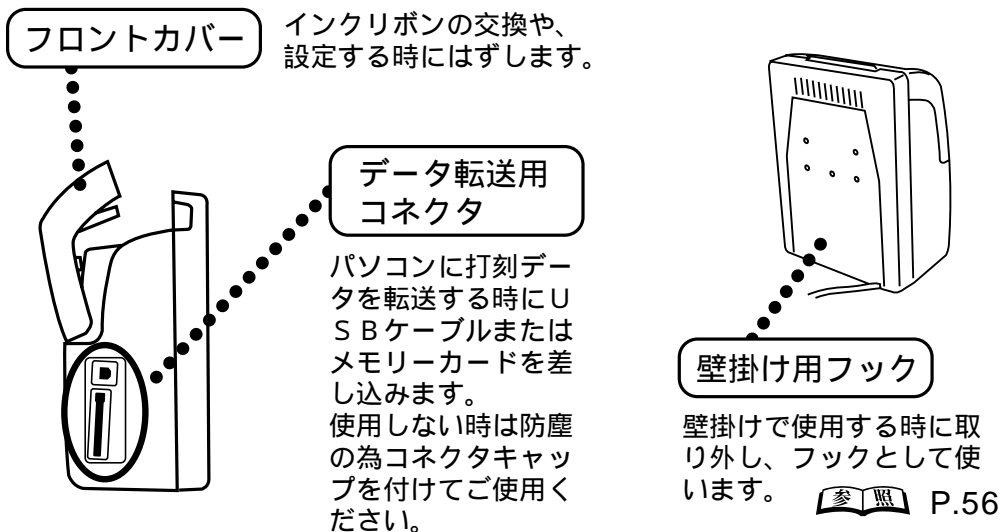 フロントカバー
インクリボンの交換や、
設定する時にはずします。
データ転送用
コネクタ
パソコンに打刻デー
タを転送する時にU
SBケーブルまたは
メモリーカードを差
し込みます。
使用しない時は防塵
の為コネクタキャッ
プを付けてご使用く
ださい。
壁掛け用フック
壁掛けで使用する時に取
り外し、フックとして使
います。
参照 P.56